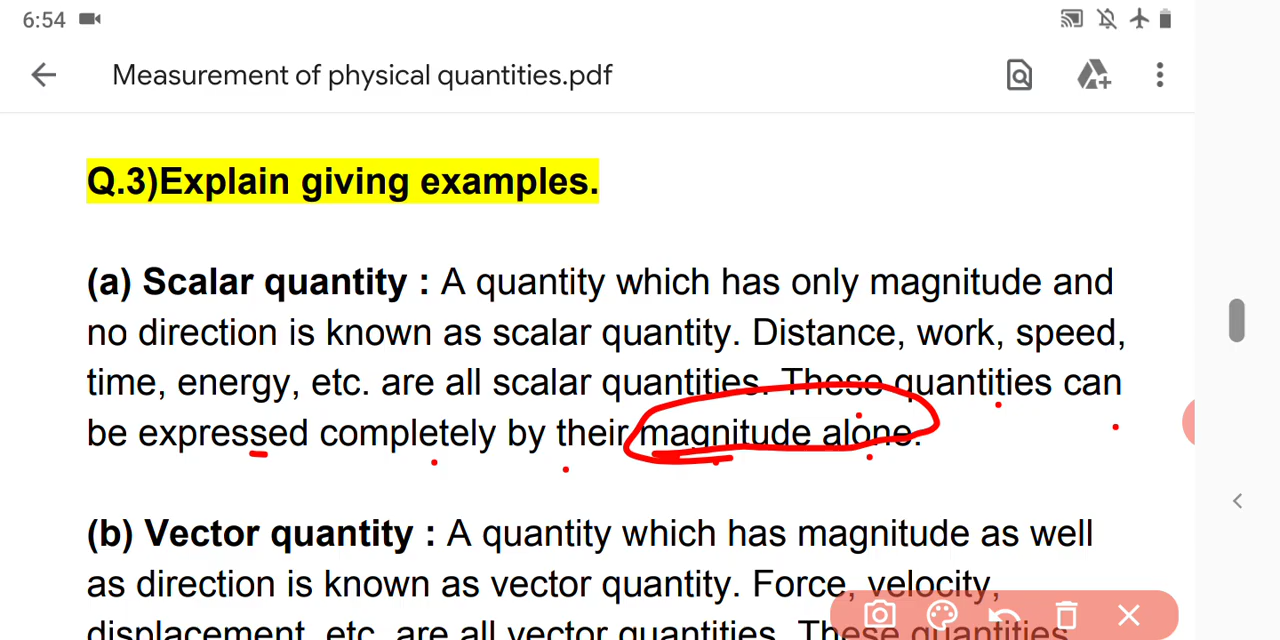 6:54
Measurement of physical quantities.pdf
Q.3)Explain giving examples.
(a) Scalar quantity : A quantity which has only magnitude and
no direction is known as scalar quantity. Distance, work, speed,
time, energy, etc. are all scalar quantities. These quantities can
be expressed completely by their magnitude alone.
(b) Vector quantity : A quantity which has magnitude as well
as direction is known as vector quantity. Force, velocity,
displacement, etc. are all vector quantities. These quantities